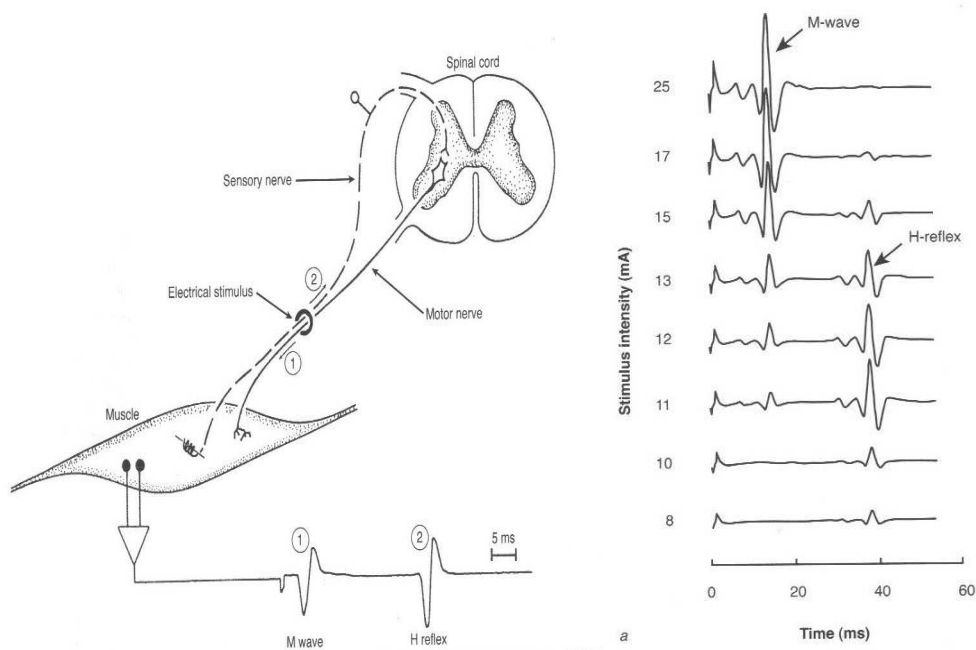 Spinal cord
Sensory nerve
②
Electrical stimulus
Motor nerve
①
Muscle
①
②
5 ms
M wave
H reflex
a
M-wave
25
17
15
H-reflex
13
12
11
10
8
Stimulus intensity (mA)
0 20 40 60
Time (ms)